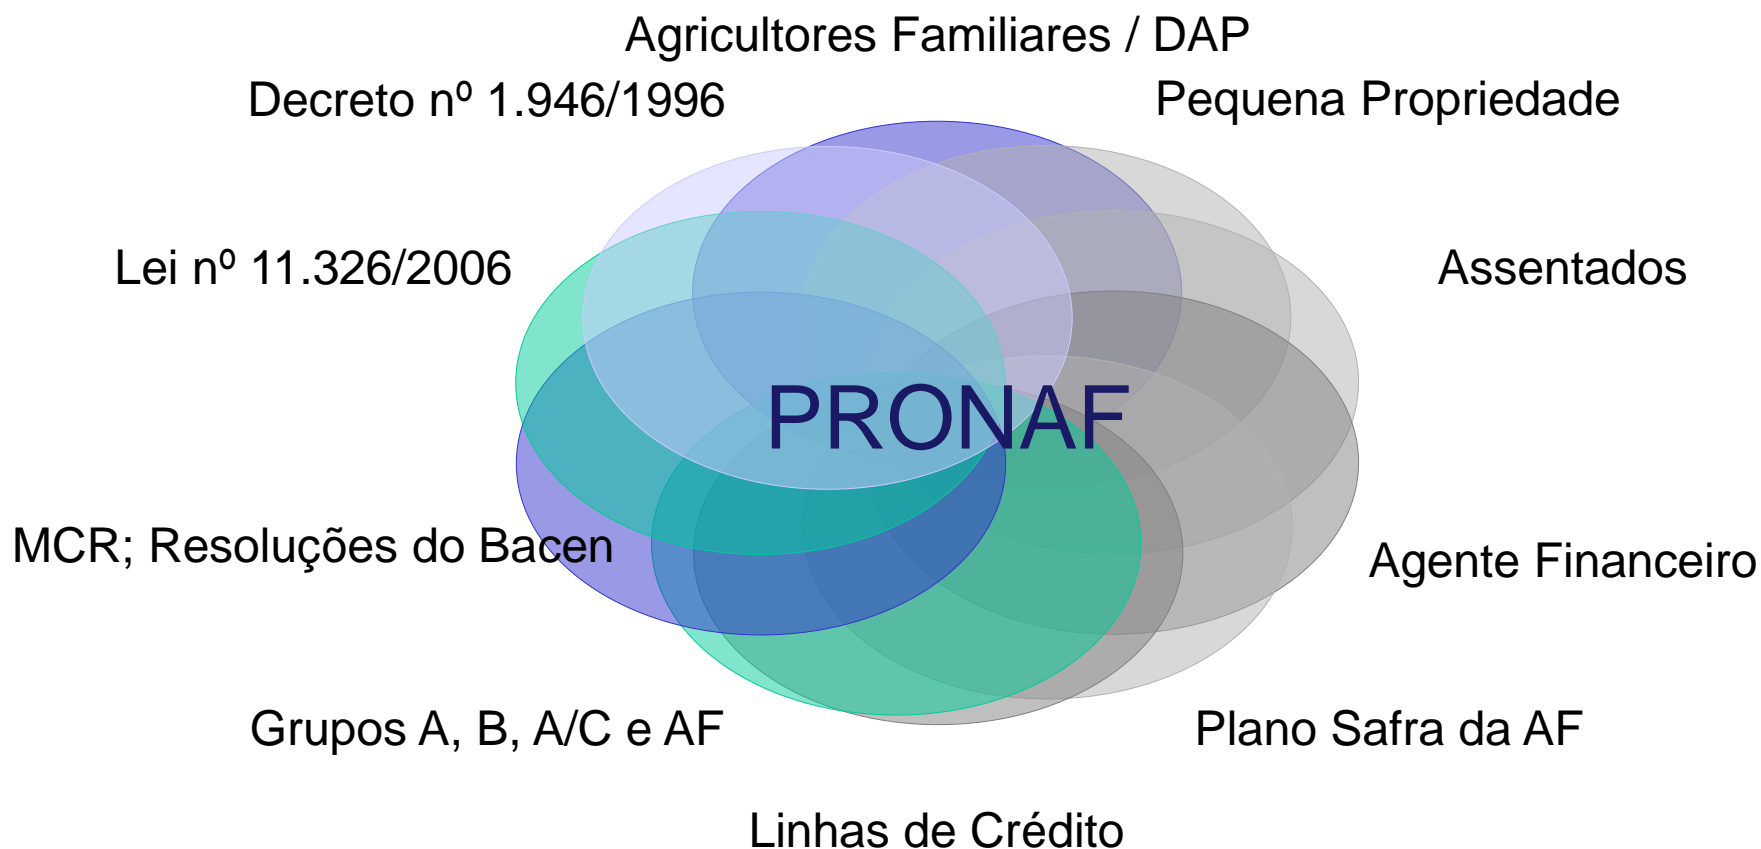 Agricultores Familiares / DAP
Decreto nº 1.946/1996
Pequena Propriedade
Lei nº 11.326/2006
Assentados
PRONAF
MCR; Resoluções do Bacen
Agente Financeiro
Grupos A, B, A/C e AF
Plano Safra da AF
Linhas de Crédito